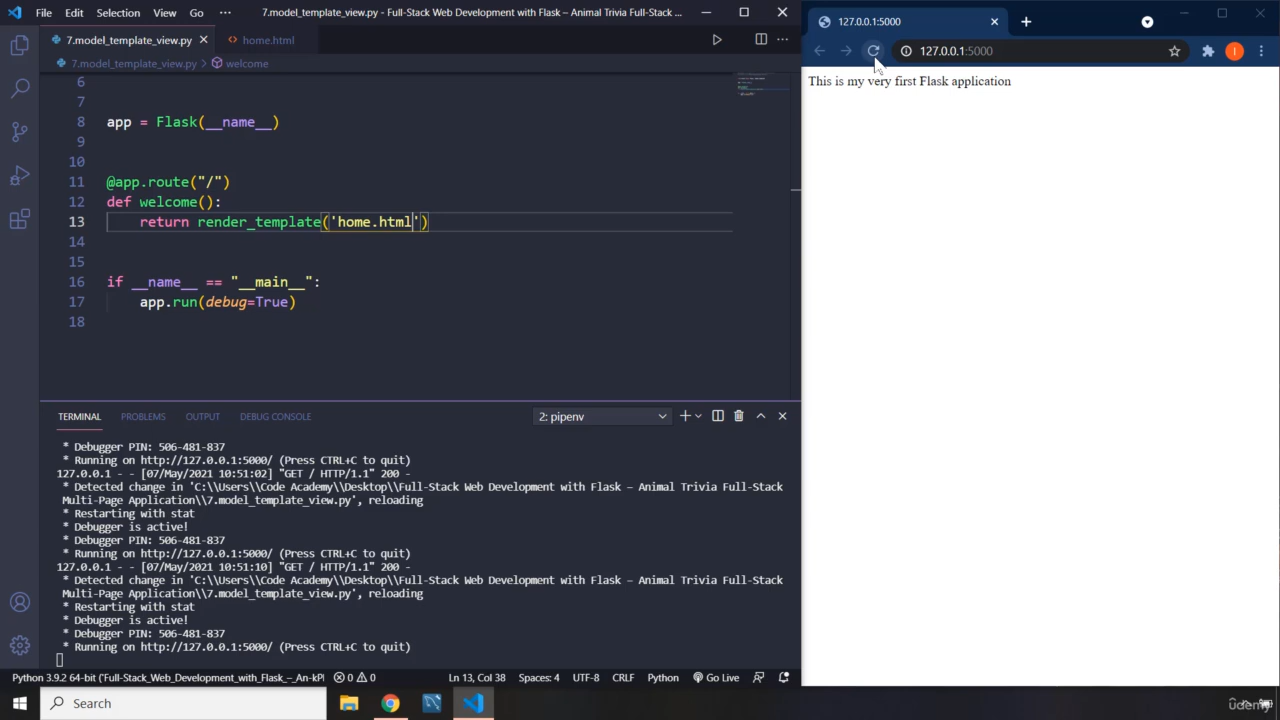 File Edit Selection View Go ··· 7.model_template_view.py - Full-Stack Web Development with Flask – Animal Trivia Full-Stack ...
7.model_template_view.py home.html
7.model_template_view.py > welcome
6
7
8 app = Flask(__name__)
9
10
11 @app.route("/")
12 def welcome():
13 return render_template('home.html')
14
15
16 if __name__ == "__main__":
17 app.run(debug=True)
18
TERMINAL PROBLEMS OUTPUT DEBUG CONSOLE 2: pipenv
* Debugger PIN: 506-481-837
* Running on http://127.0.0.1:5000/ (Press CTRL+C to quit)
127.0.0.1 - - [07/May/2021 10:51:02] "GET / HTTP/1.1" 200 -
* Detected change in 'C:\\Users\\Code Academy\\Desktop\\Full-Stack Web Development with Flask – Animal Trivia Full-Stack
Multi-Page Application\\7.model_template_view.py', reloading
* Restarting with stat
* Debugger is active!
* Debugger PIN: 506-481-837
* Running on http://127.0.0.1:5000/ (Press CTRL+C to quit)
127.0.0.1 - - [07/May/2021 10:51:10] "GET / HTTP/1.1" 200 -
* Detected change in 'C:\\Users\\Code Academy\\Desktop\\Full-Stack Web Development with Flask – Animal Trivia Full-Stack
Multi-Page Application\\7.model_template_view.py', reloading
* Restarting with stat
* Debugger is active!
* Debugger PIN: 506-481-837
* Running on http://127.0.0.1:5000/ (Press CTRL+C to quit)
Python 3.9.2 64-bit (Full-Stack_Web_Development_with_Flask_–_An-kPl 0 0 Ln 13, Col 38 Spaces: 4 UTF-8 CRLF Python Go Live
127.0.0.1:5000
127.0.0.1:5000 I
This is my very first Flask application
Search
udemy